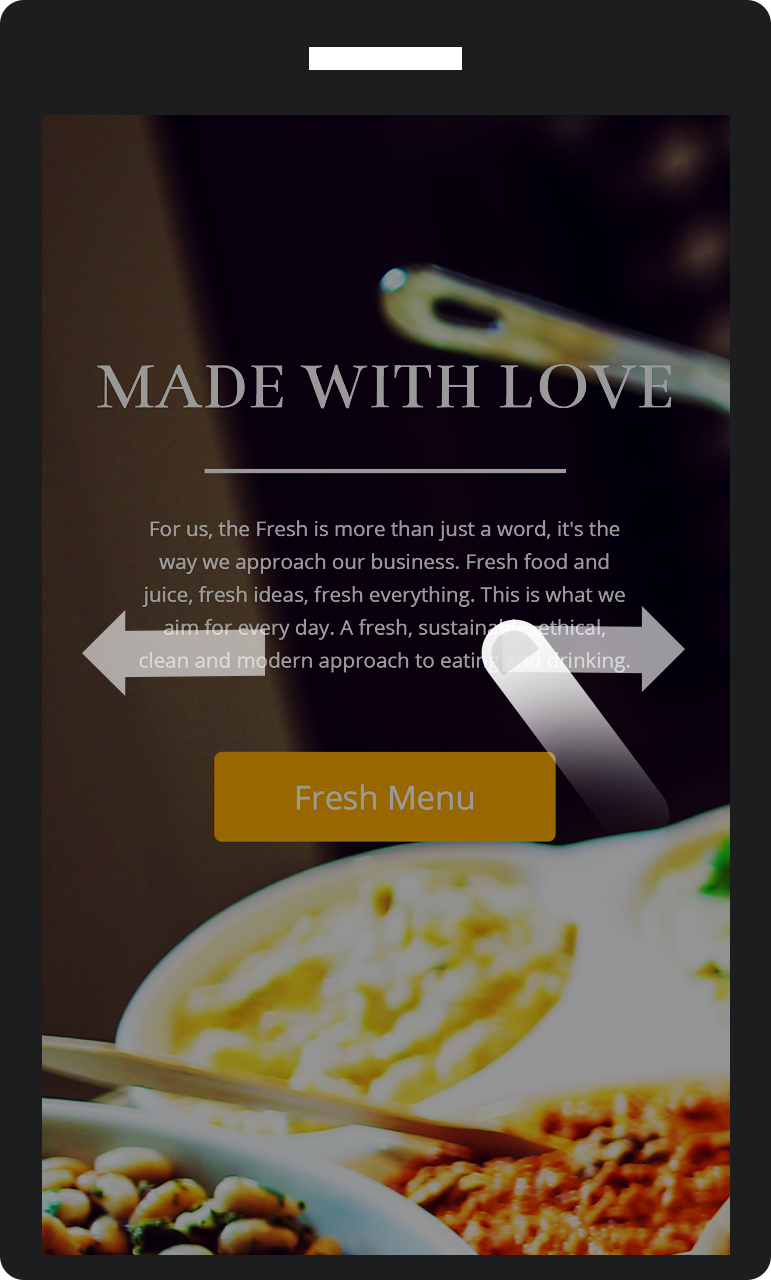 MADE WITH LOVE
For us, the Fresh is more than just a word, it's the
way we approach our business. Fresh food and
juice, fresh ideas, fresh everything. This is what we
aim for every day. A fresh, sustainable, ethical,
clean and modern approach to eating and drinking.
Fresh Menu